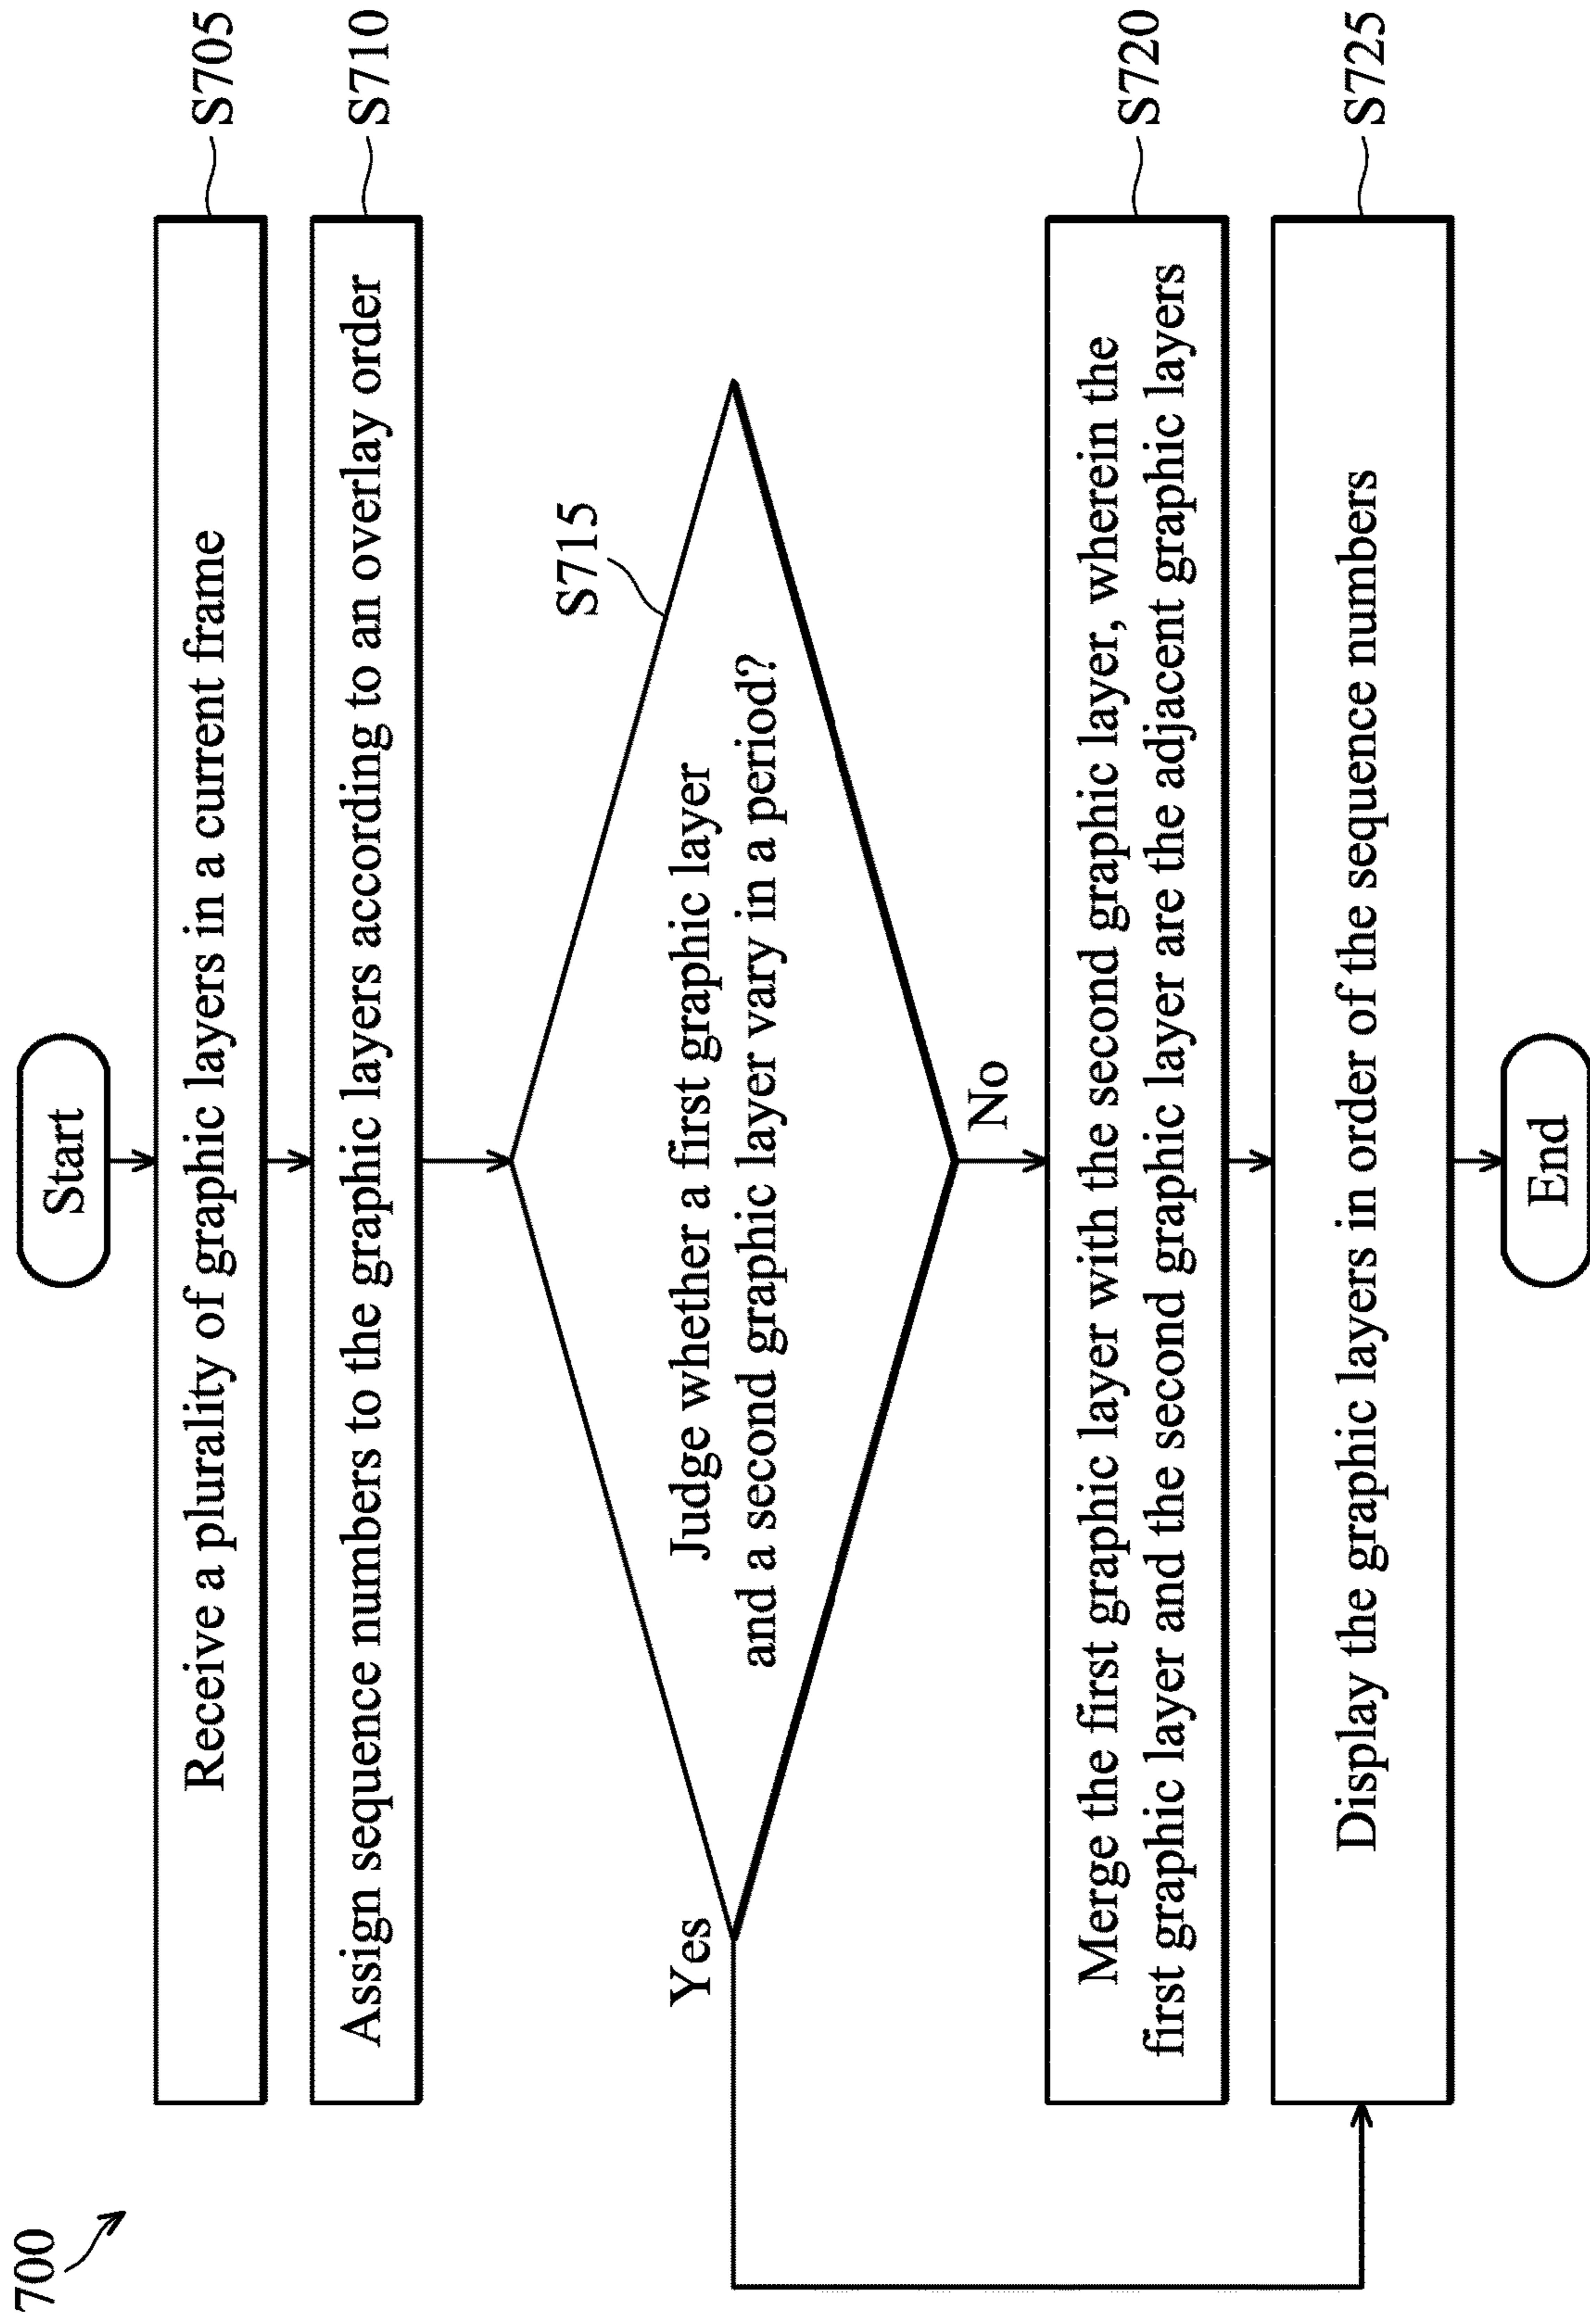 700
Start
Receive a plurality of graphic layers in a current frame
S705
Assign sequence numbers to the graphic layers according to an overlay order
S710
S715
Judge whether a first graphic layer
and a second graphic layer vary in a period?
Yes
No
Merge the first graphic layer with the second graphic layer, wherein the
first graphic layer and the second graphic layer are the adjacent graphic layers
S720
Display the graphic layers in order of the sequence numbers
S725
End